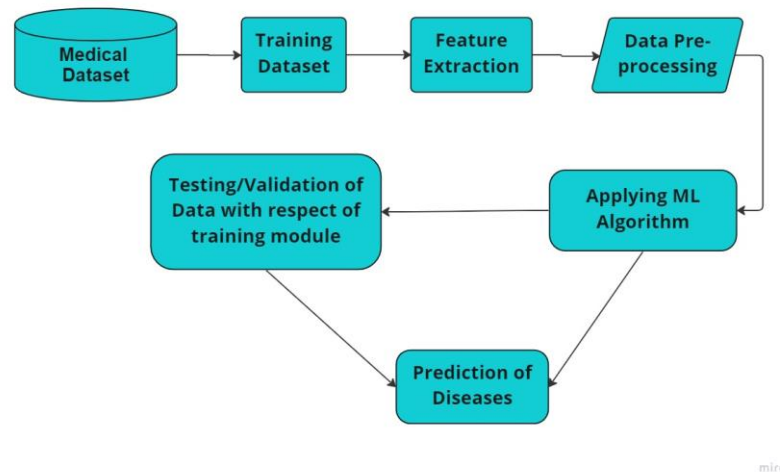 Medical
Dataset
Training
Dataset
Feature
Extraction
Data Pre-
processing
Testing/Validation of
Data with respect of
training module
Applying ML
Algorithm
Prediction of
Diseases